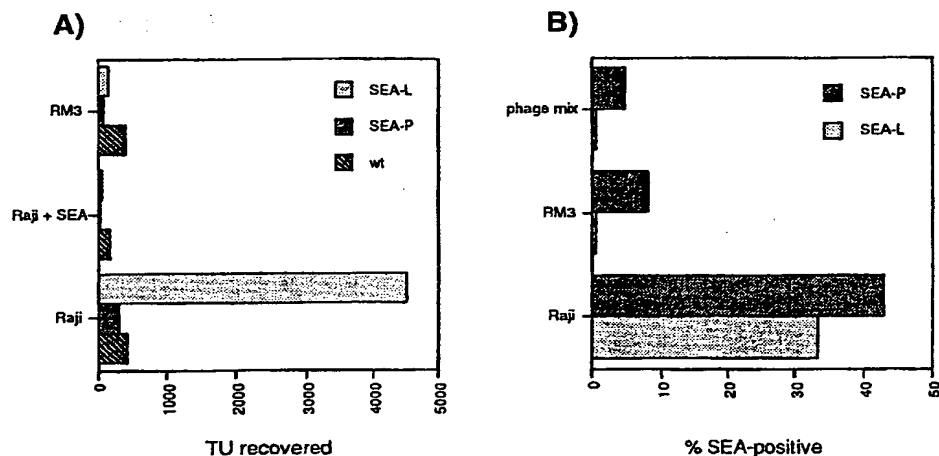 A)
RM3
Raji + SEA
Raji
SEA-L
SEA-P
wt
0
1000
2000
3000
4000
5000
TU recovered
B)
phage mix
RM3
Raji
SEA-P
SEA-L
0
10
20
30
40
50
% SEA-positive